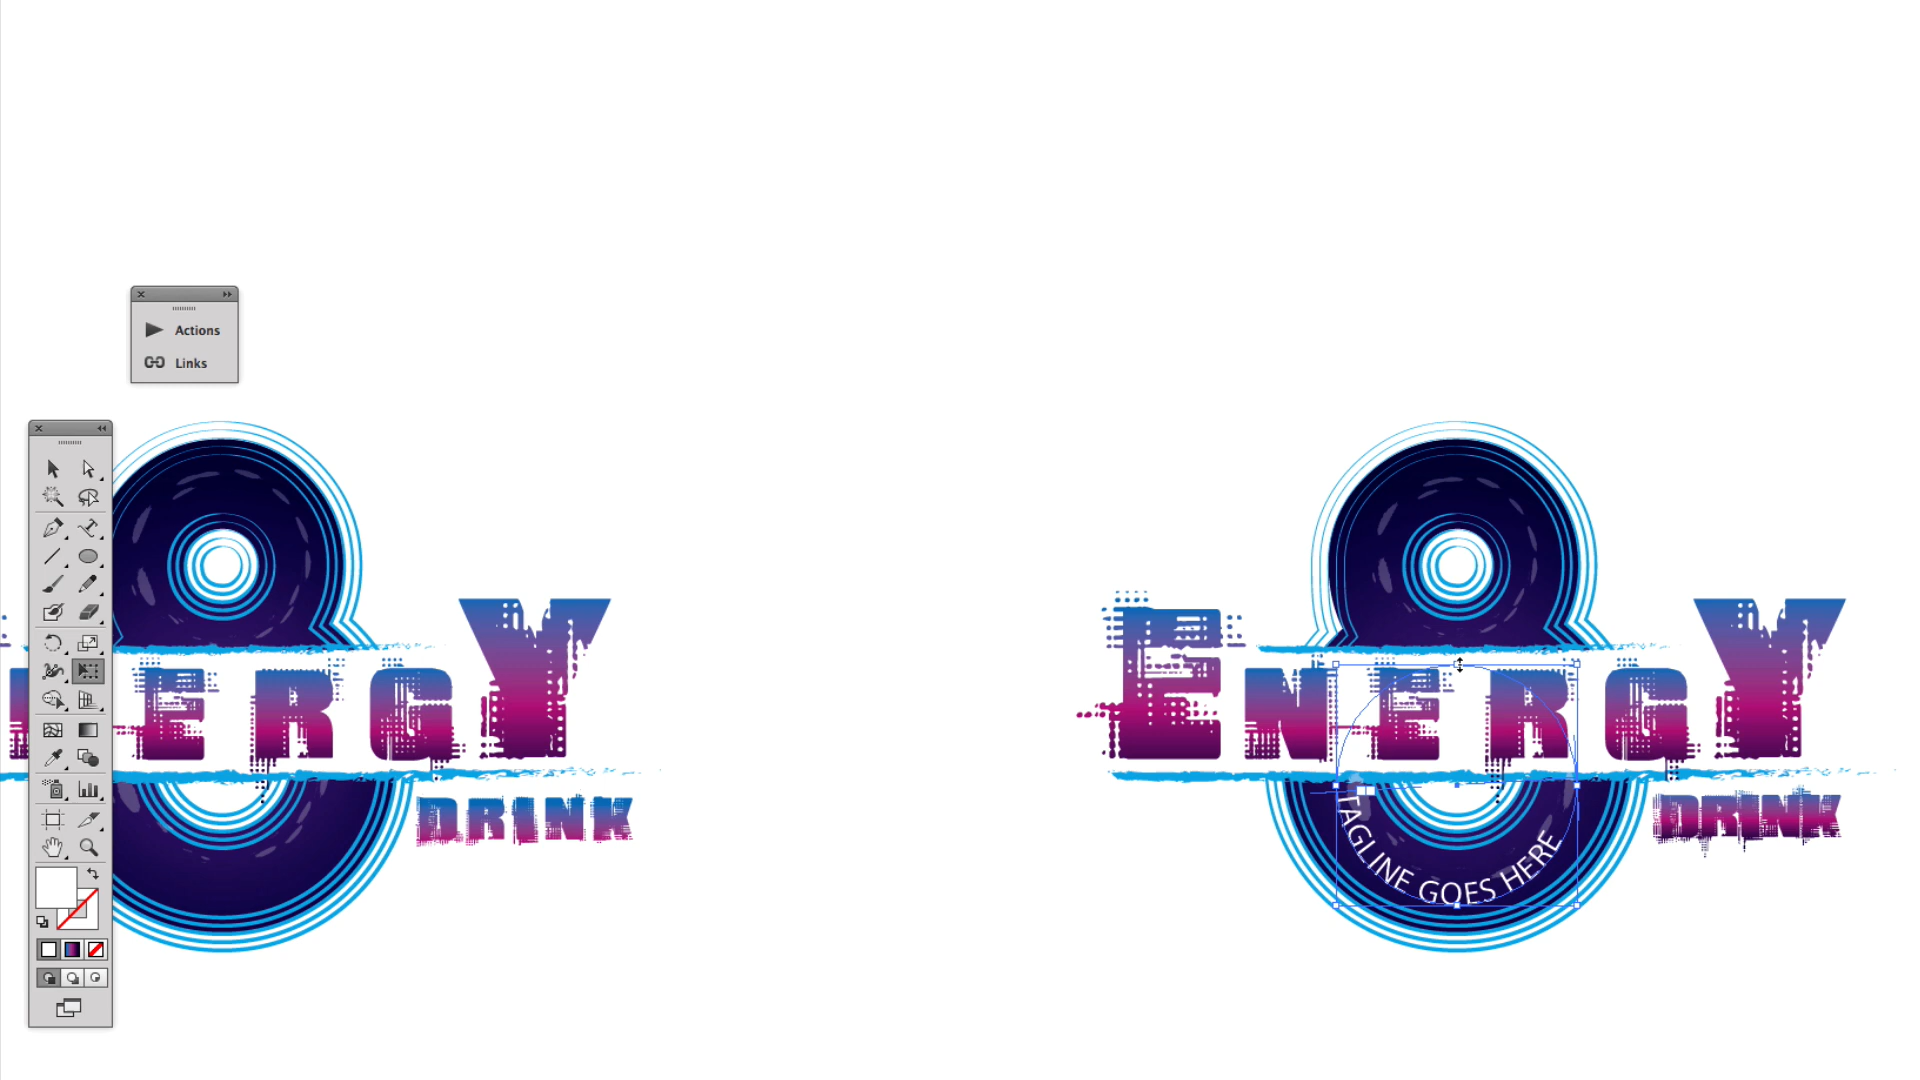 Actions
Links
ERGY
DRINK
ENERGY
DRINK
TAGLINE GOES HERE